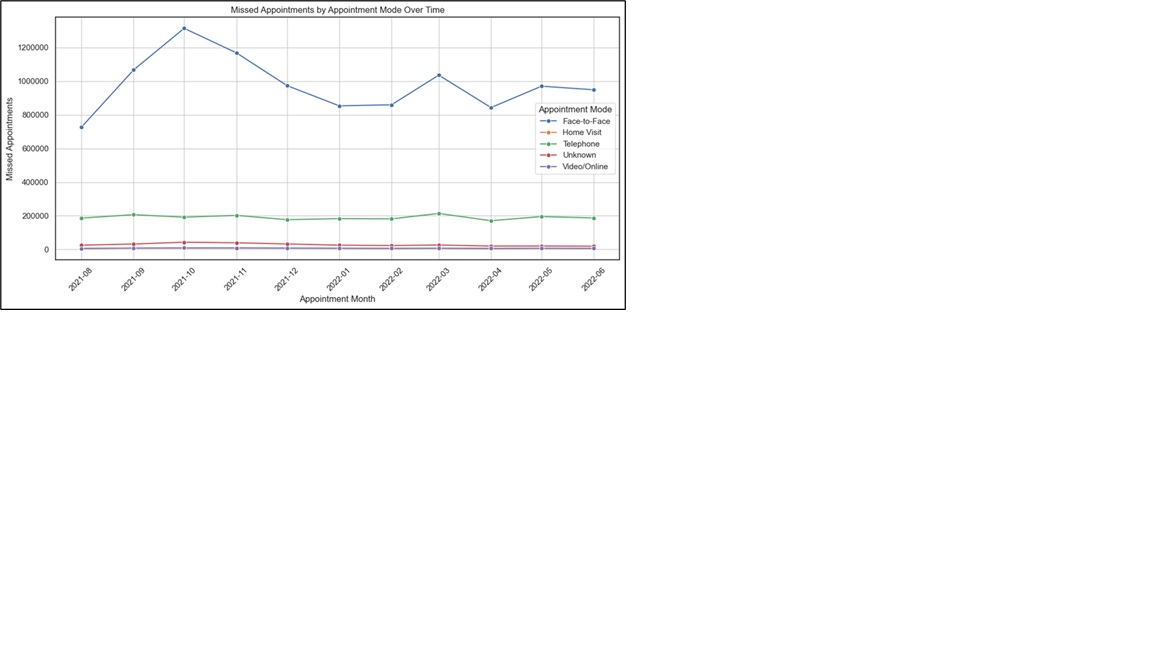 Missed Appointments by Appointment Mode Over Time
Missed Appointments
1200000
1000000
800000
600000
400000
200000
0
Appointment Mode
Face-to-Face
Home Visit
Telephone
Unknown
Video/Online
2021-08
2021-09
2021-10
2021-11
2021-12
2022-01
2022-02
2022-03
2022-04
2022-05
2022-06
Appointment Month